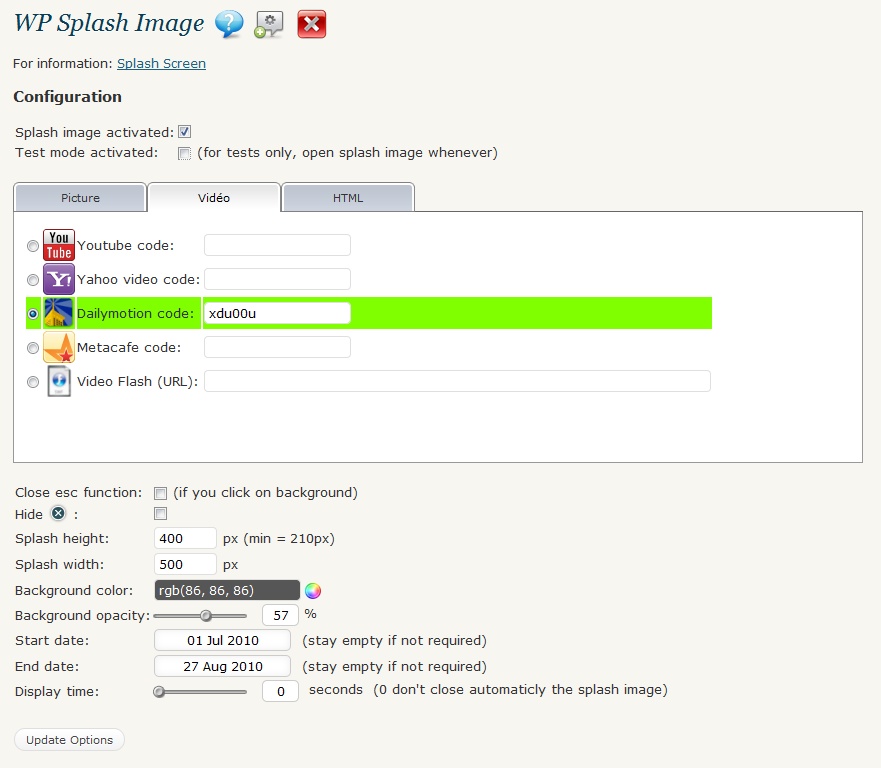 WP Splash Image
For information: Splash Screen
Configuration
Splash image activated:
Test mode activated: (for tests only, open splash image whenever)
Picture Vidéo HTML
You Tube Youtube code:
Y! Yahoo video code:
Dailymotion code: xdu00u
Metacafe code:
Video Flash (URL):
Close esc function: (if you click on background)
Hide :
Splash height: 400 px (min = 210px)
Splash width: 500 px
Background color: rgb(86, 86, 86)
Background opacity: 57 %
Start date: 01 Jul 2010 (stay empty if not required)
End date: 27 Aug 2010 (stay empty if not required)
Display time: 0 seconds (0 don't close automaticly the splash image)
Update Options